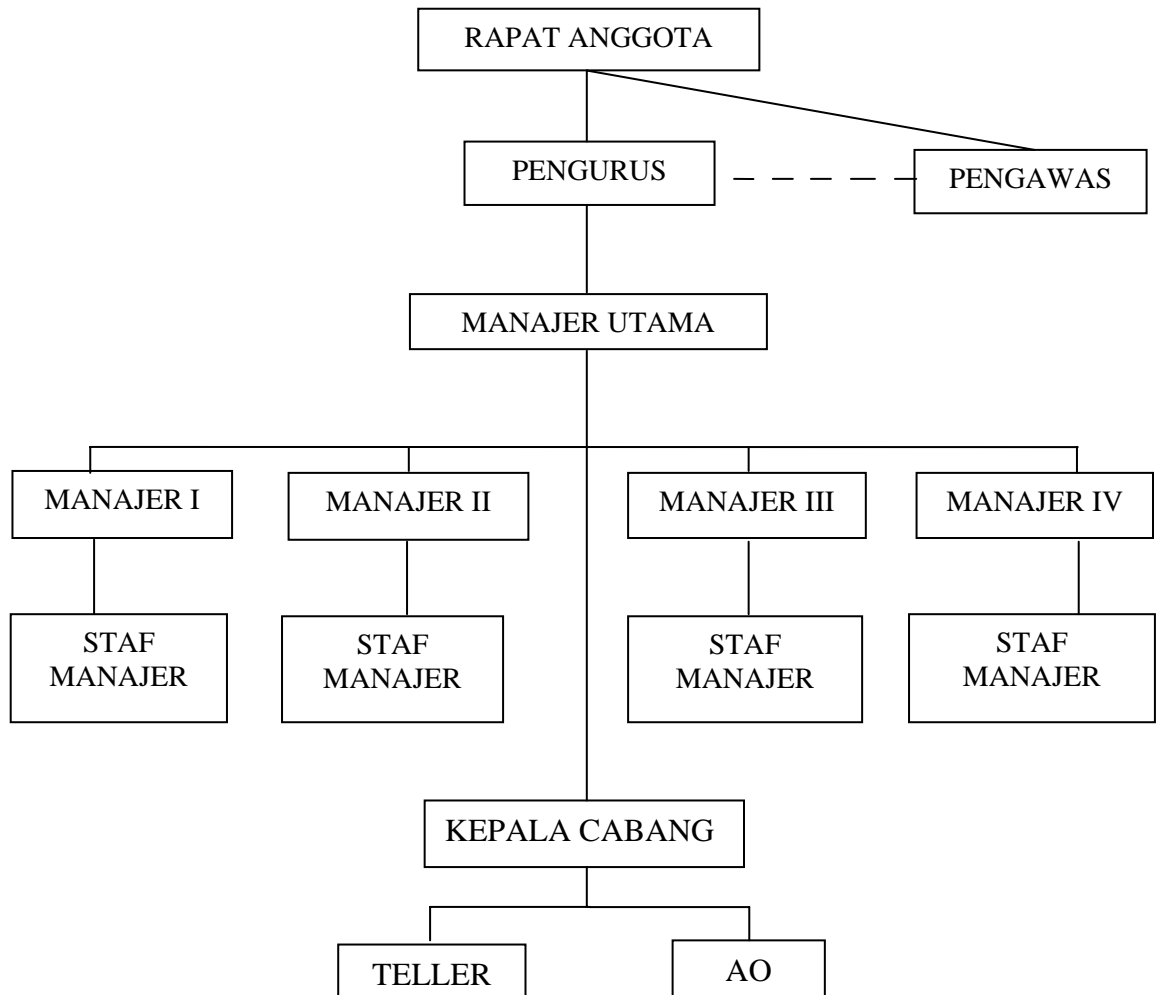 RAPAT ANGGOTA
PENGURUS
PENGAWAS
MANAJER UTAMA
MANAJER I
MANAJER II
MANAJER III
MANAJER IV
STAF
MANAJER
STAF
MANAJER
STAF
MANAJER
STAF
MANAJER
KEPALA CABANG
TELLER
AO